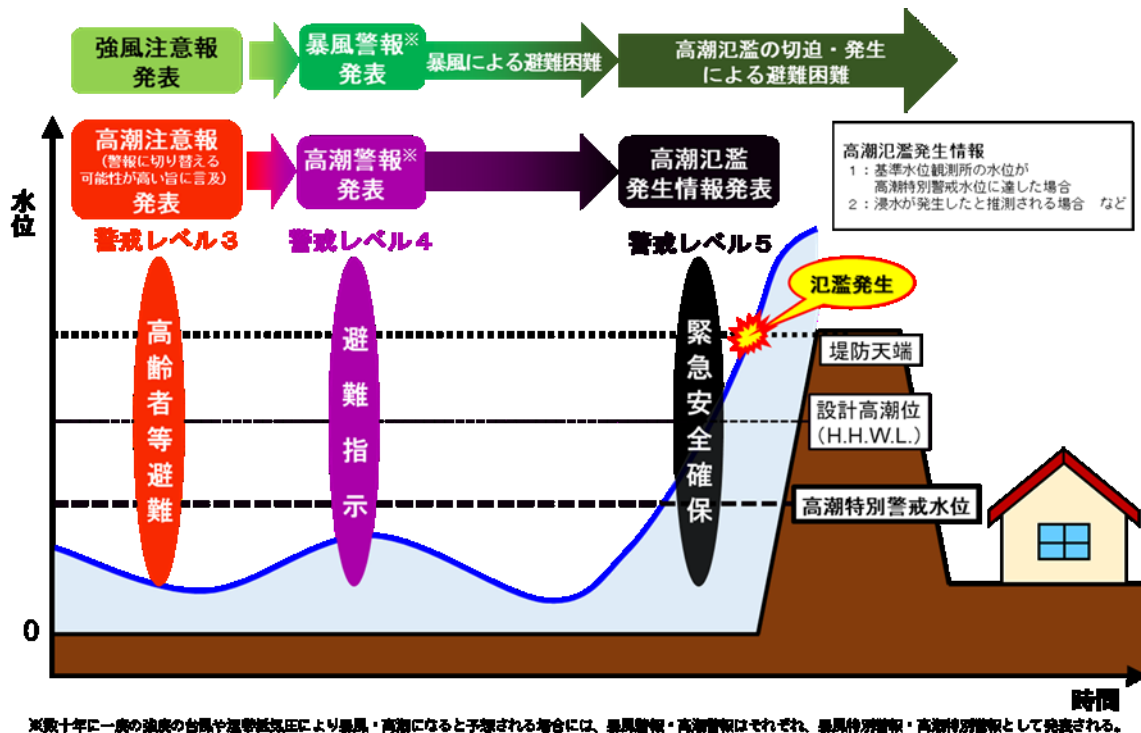 強風注意報
発表
暴風警報※
発表
暴風による避難困難
高潮氾濫の切迫・発生
による避難困難
高潮注意報
(警報に切り替える
可能性が高い旨に言及)
発表
高潮警報※
発表
高潮氾濫
発生情報発表
高潮氾濫発生情報
1：基準水位観測所の水位が
高潮特別警戒水位に達した場合
2：浸水が発生したと推測される場合 など
水位
警戒レベル3
警戒レベル4
警戒レベル5
高齢者等避難
避難指示
緊急安全確保
氾濫発生
堤防天端
設計高潮位
(H.H.W.L.)
高潮特別警戒水位
0
時間
※数十年に一度の強度の台風や温帯低気圧により暴風・高潮になると予想される場合には、暴風警報・高潮警報はそれぞれ、暴風特別警報・高潮特別警報として発表される。